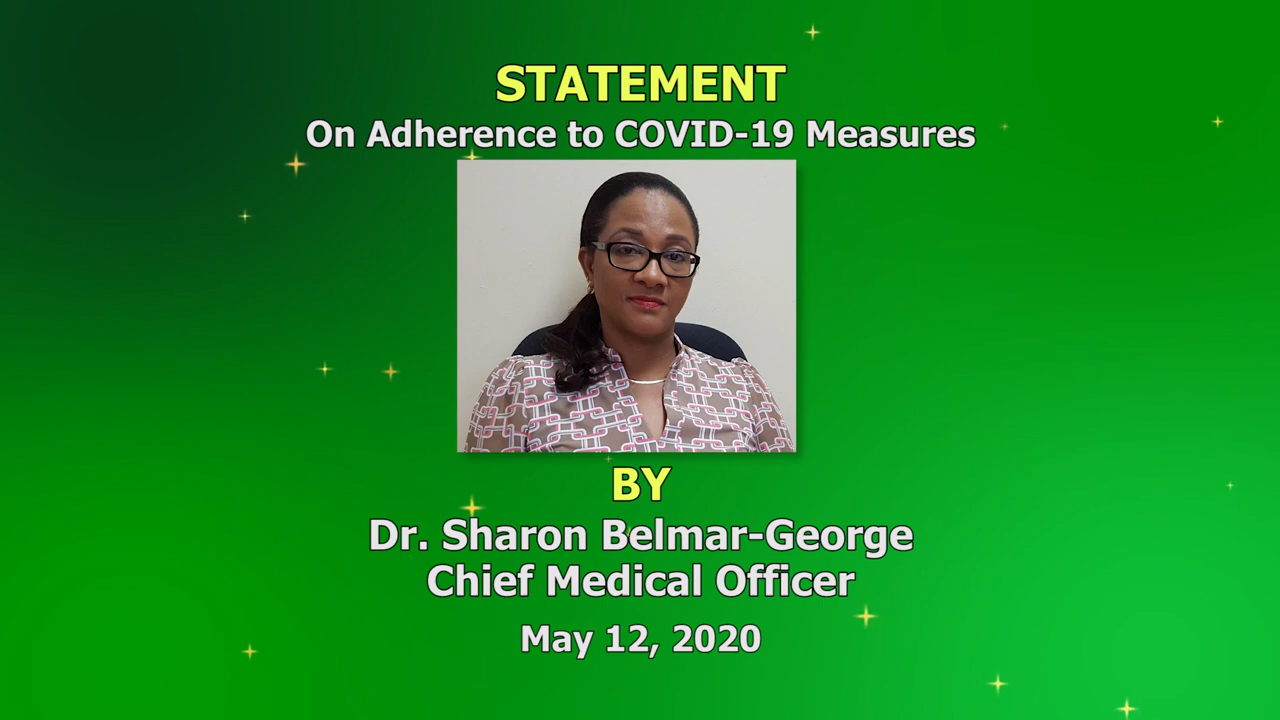 STATEMENT
On Adherence to COVID-19 Measures
BY
Dr. Sharon Belmar-George
Chief Medical Officer
May 12, 2020